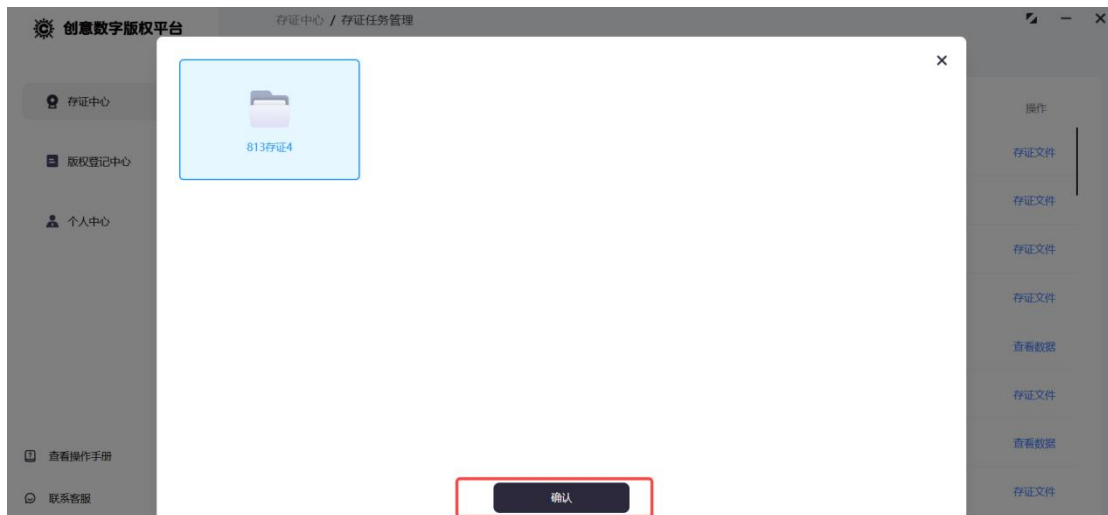 创意数字版权平台
存证中心 / 存证任务管理
存证中心
版权登记中心
个人中心
查看操作手册
联系客服
813存证4
确认
操作
存证文件
存证文件
存证文件
存证文件
查看数据
存证文件
查看数据
存证文件